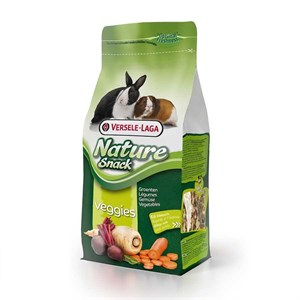 VERSELE-LAGA
Nature
Snack
Groenten
Légumes
Gemüse
Vegetables
veggies